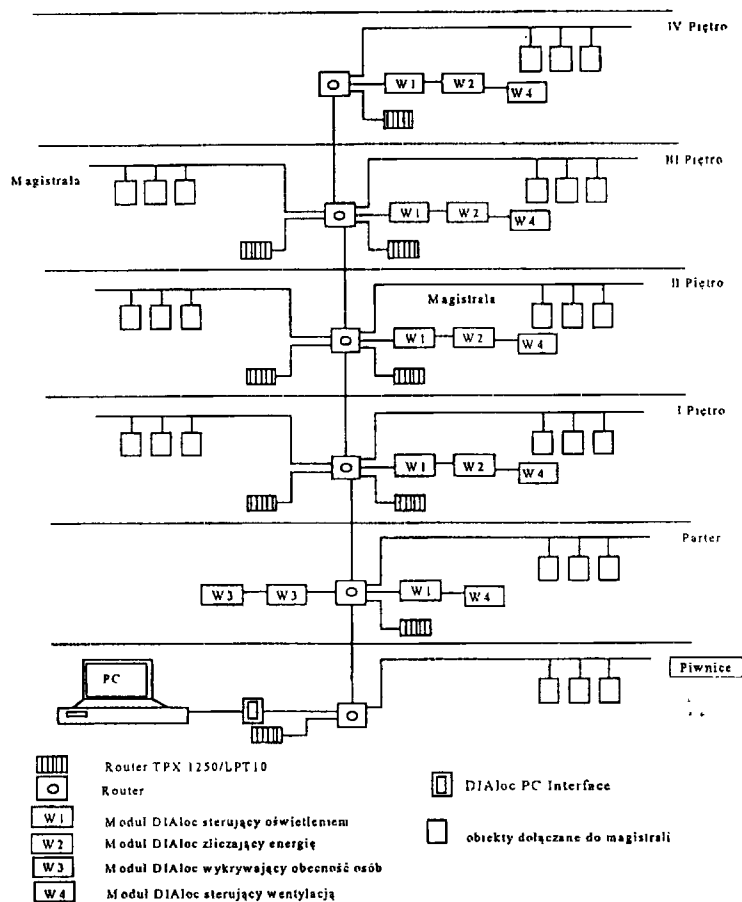 IV Piętro
W1 W2 W4
Magistrala
III Piętro
W1 W2 W4
II Piętro
Magistrala
W1 W2 W4
I Piętro
W1 W2 W4
Parter
W3 W3 W1 W4
PC
Piwnice
Router TPX 1250/LPT10
Router
DIAloc PC Interface
W1 Moduł DIAloc sterujący oświetleniem
W2 Moduł DIAloc zliczający energię
obiekty dołączane do magistrali
W3 Moduł DIAloc wykrywający obecność osób
W4 Moduł DIAloc sterujący wentylacją